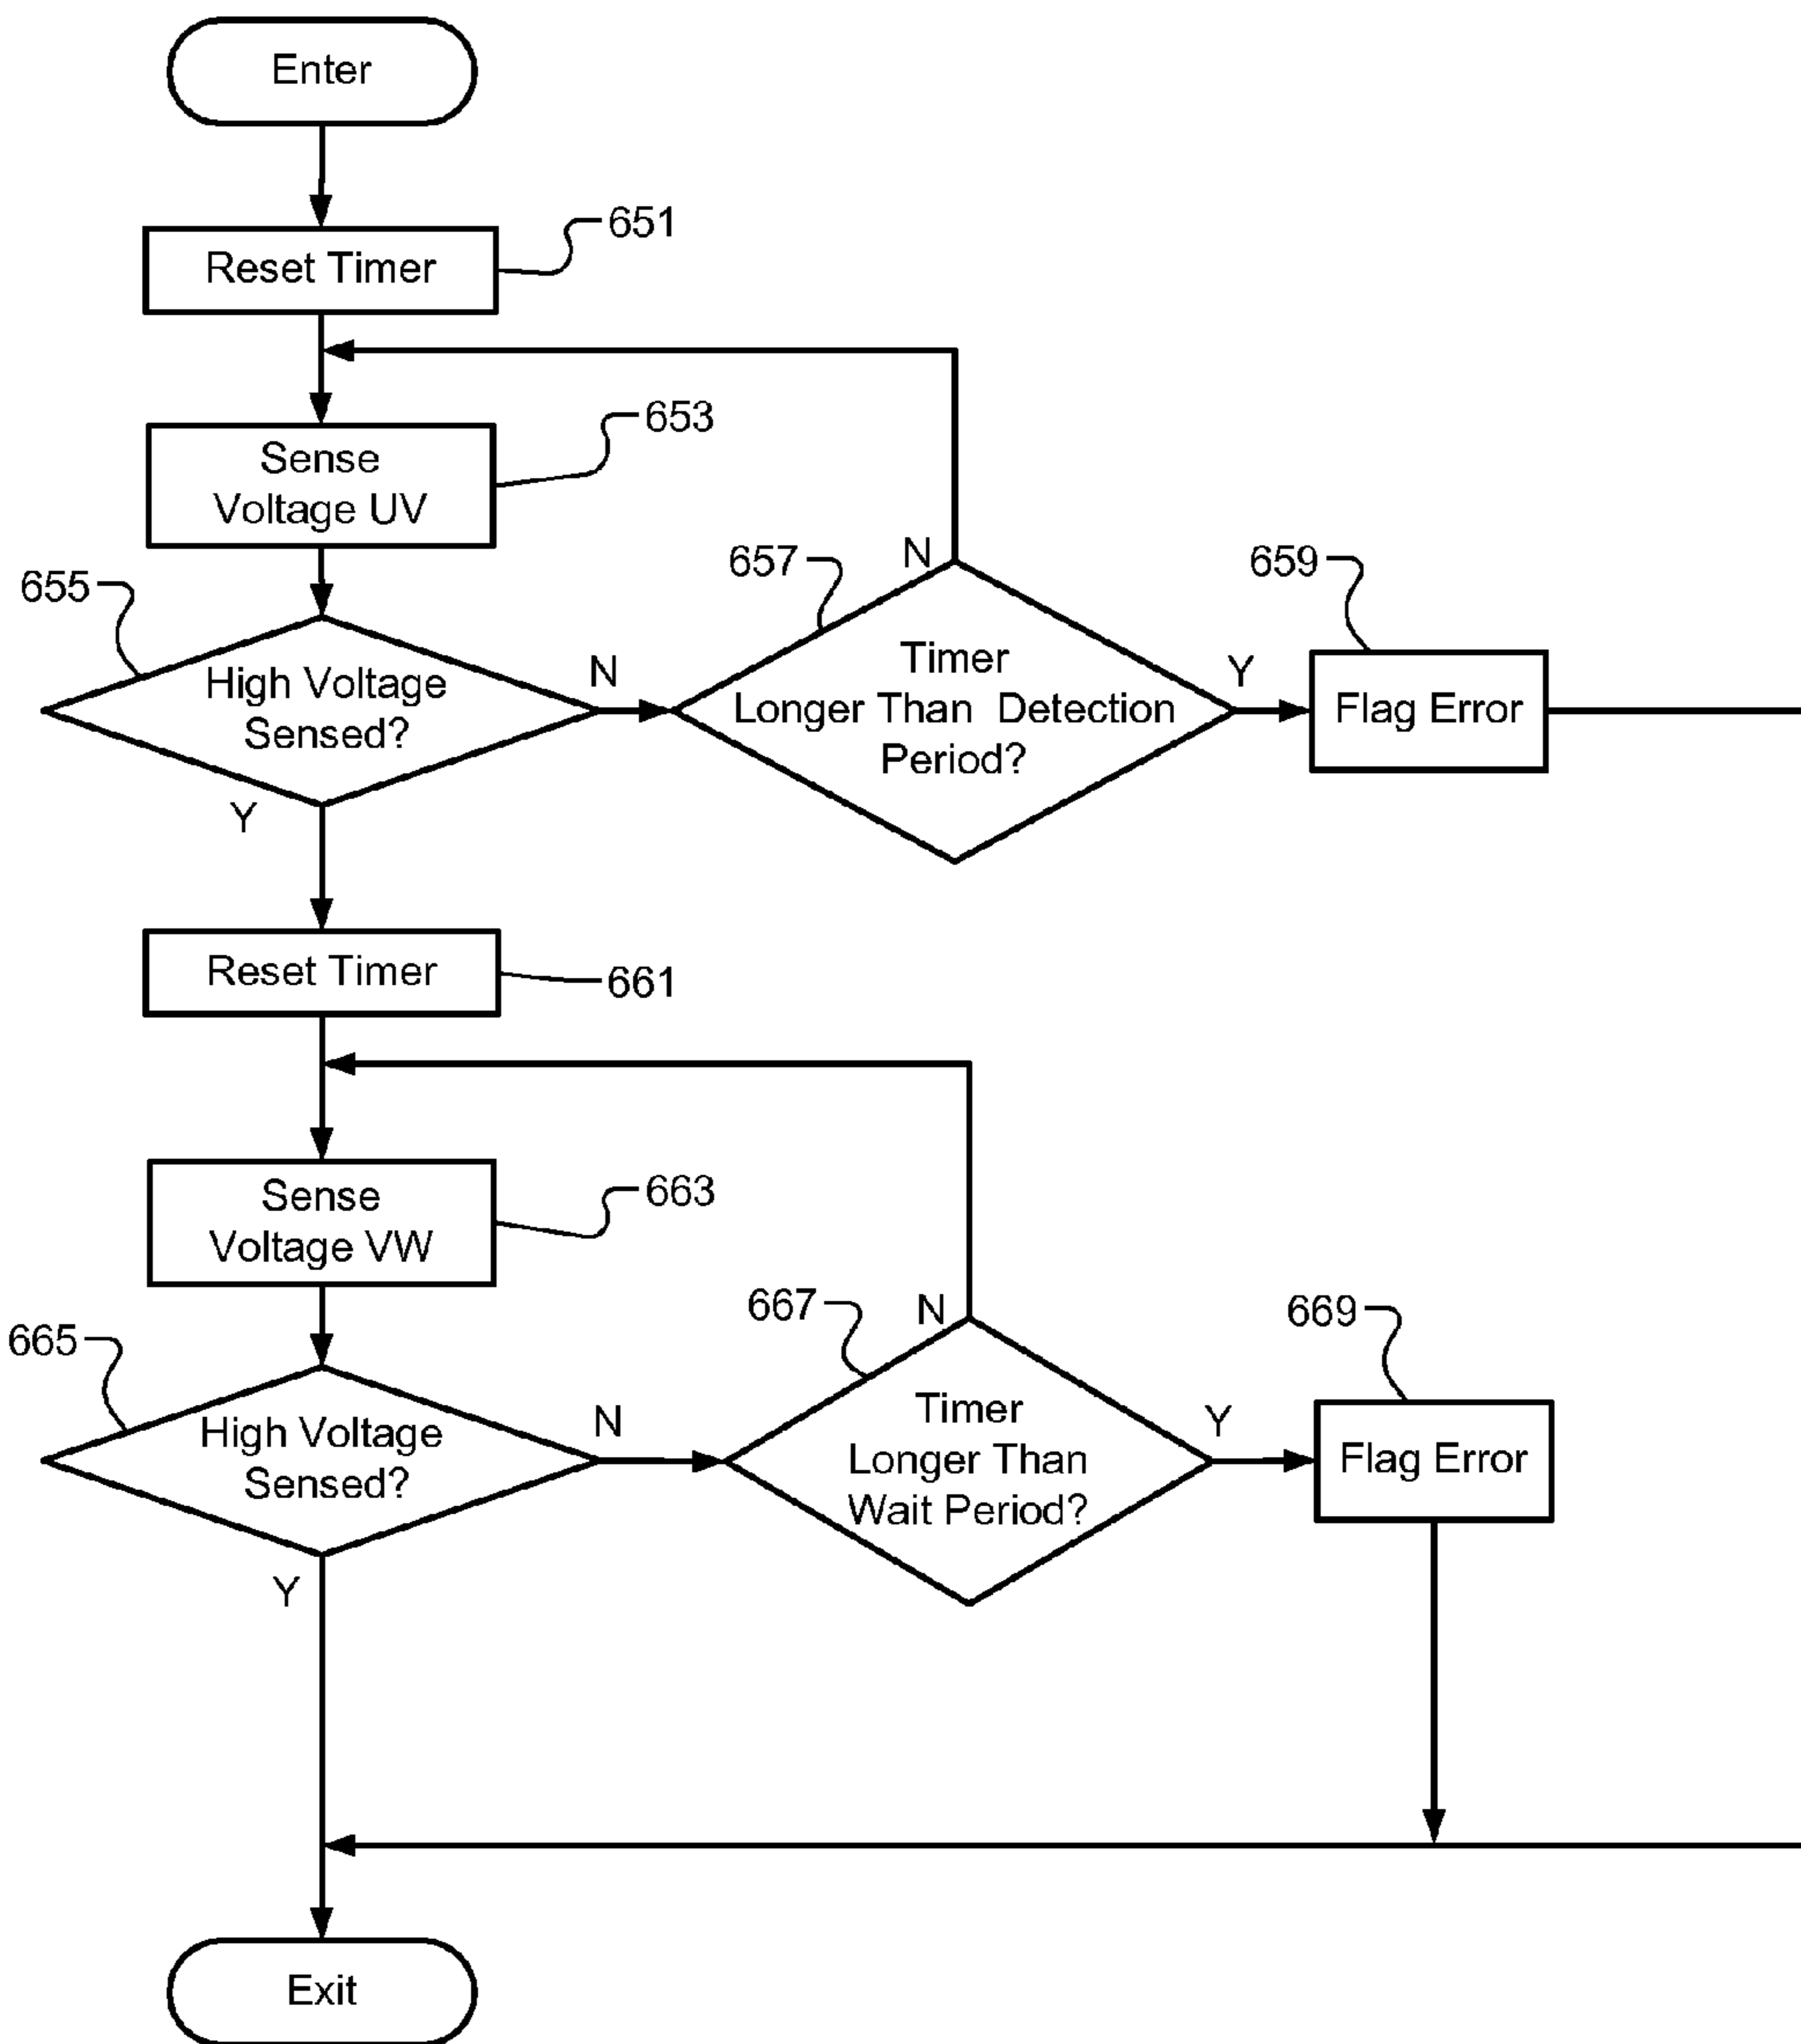 Enter
651
Reset Timer
653
Sense
Voltage UV
655
High Voltage
Sensed?
N
Y
657
N
Timer
Longer Than Detection
Period?
Y
659
Flag Error
Reset Timer
661
Sense
Voltage VW
663
665
High Voltage
Sensed?
N
Y
667
N
Timer
Longer Than
Wait Period?
Y
669
Flag Error
Exit